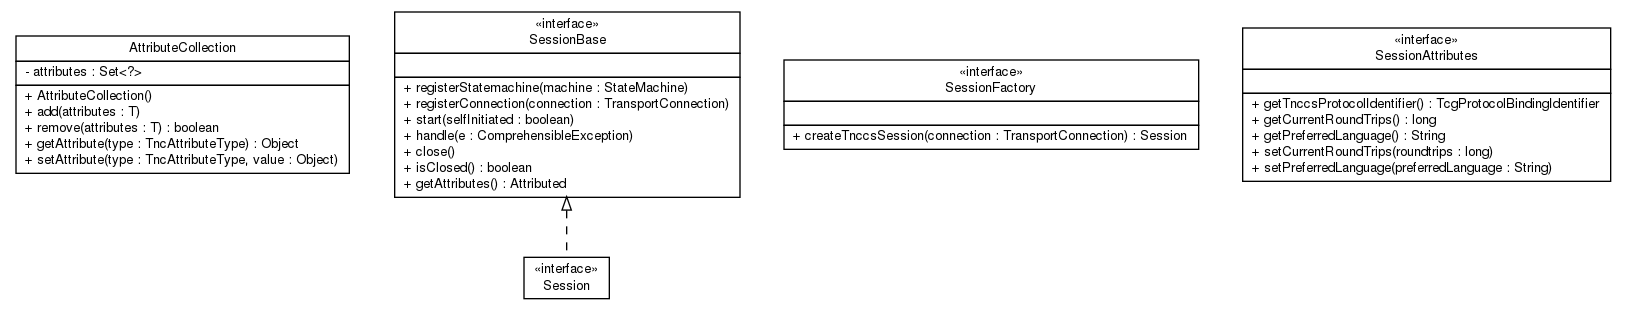 AttributeCollection
- attributes : Set<?>
+ AttributeCollection()
+ add(attributes : T)
+ remove(attributes : T) : boolean
+ getAttribute(type : TncAttributeType) : Object
+ setAttribute(type : TncAttributeType, value : Object)
«interface»
SessionBase
+ registerStatemachine(machine : StateMachine)
+ registerConnection(connection : TransportConnection)
+ start(selfInitiated : boolean)
+ handle(e : ComprehensibleException)
+ close()
+ isClosed() : boolean
+ getAttributes() : Attributed
«interface»
Session
«interface»
SessionFactory
+ createTnccsSession(connection : TransportConnection) : Session
«interface»
SessionAttributes
+ getTnccsProtocolIdentifier() : TcgProtocolBindingIdentifier
+ getCurrentRoundTrips() : long
+ getPreferredLanguage() : String
+ setCurrentRoundTrips(roundtrips : long)
+ setPreferredLanguage(preferredLanguage : String)